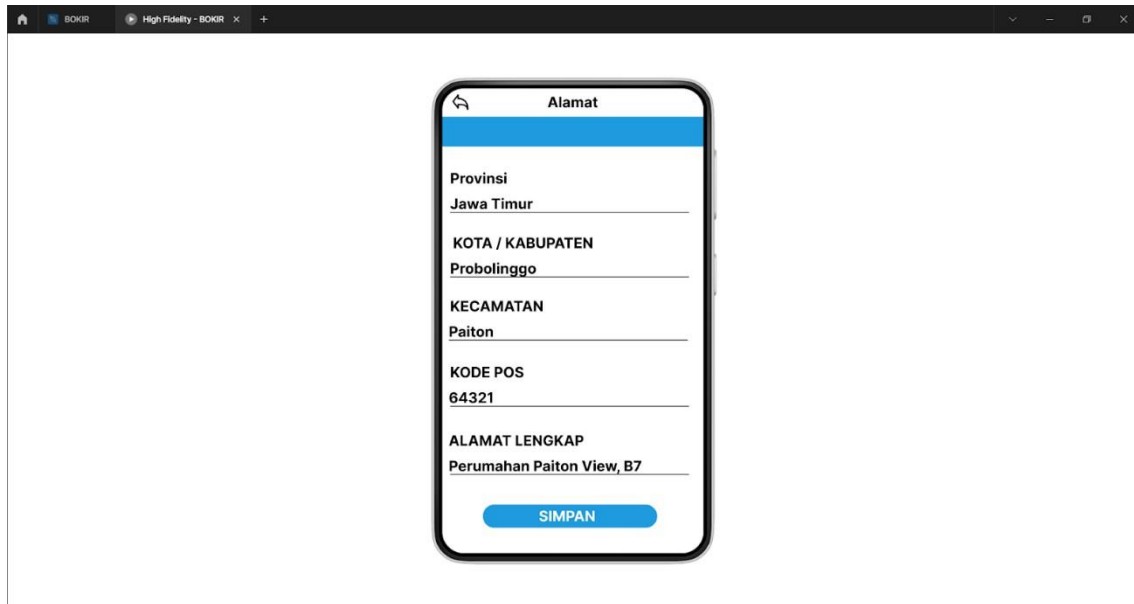 BOKIR
High Fidelity - BOKIR
Alamat
Provinsi
Jawa Timur
KOTA / KABUPATEN
Probolinggo
KECAMATAN
Paiton
KODE POS
64321
ALAMAT LENGKAP
Perumahan Paiton View, B7
SIMPAN